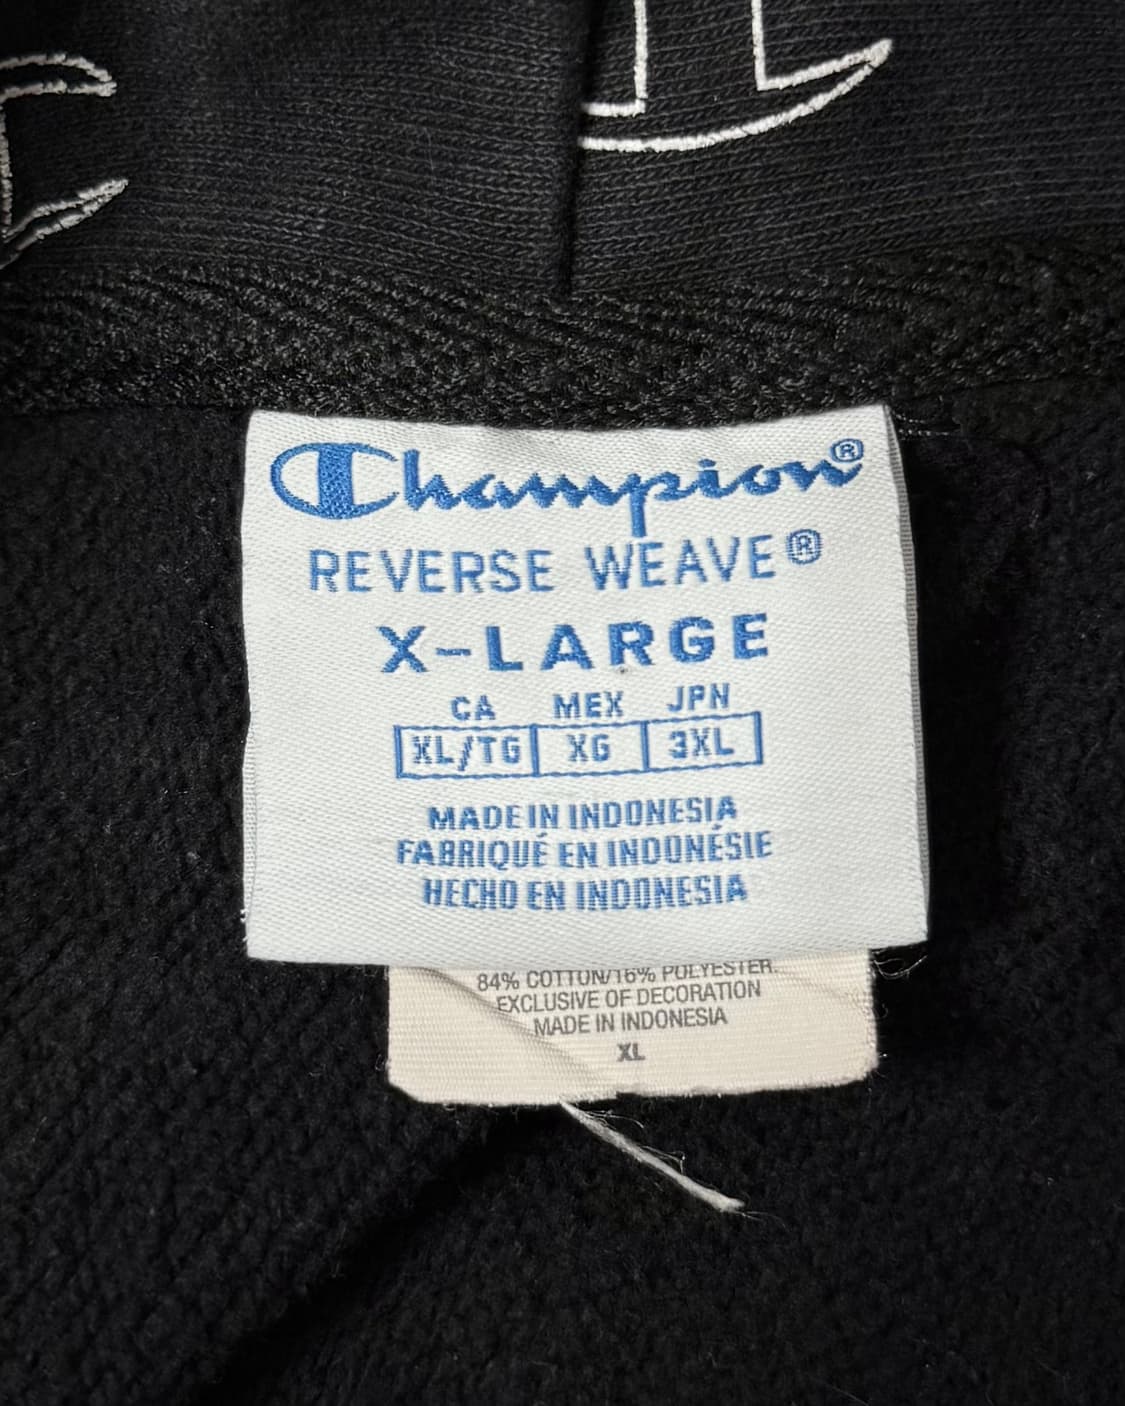 Champion®
REVERSE WEAVE®
X-LARGE
CA MEX JPN
XL/TG XG 3XL
MADE IN INDONESIA
FABRIQUÉ EN INDONÉSIE
HECHO EN INDONESIA
84% COTTON/16% POLYESTER.
EXCLUSIVE OF DECORATION
MADE IN INDONESIA
XL